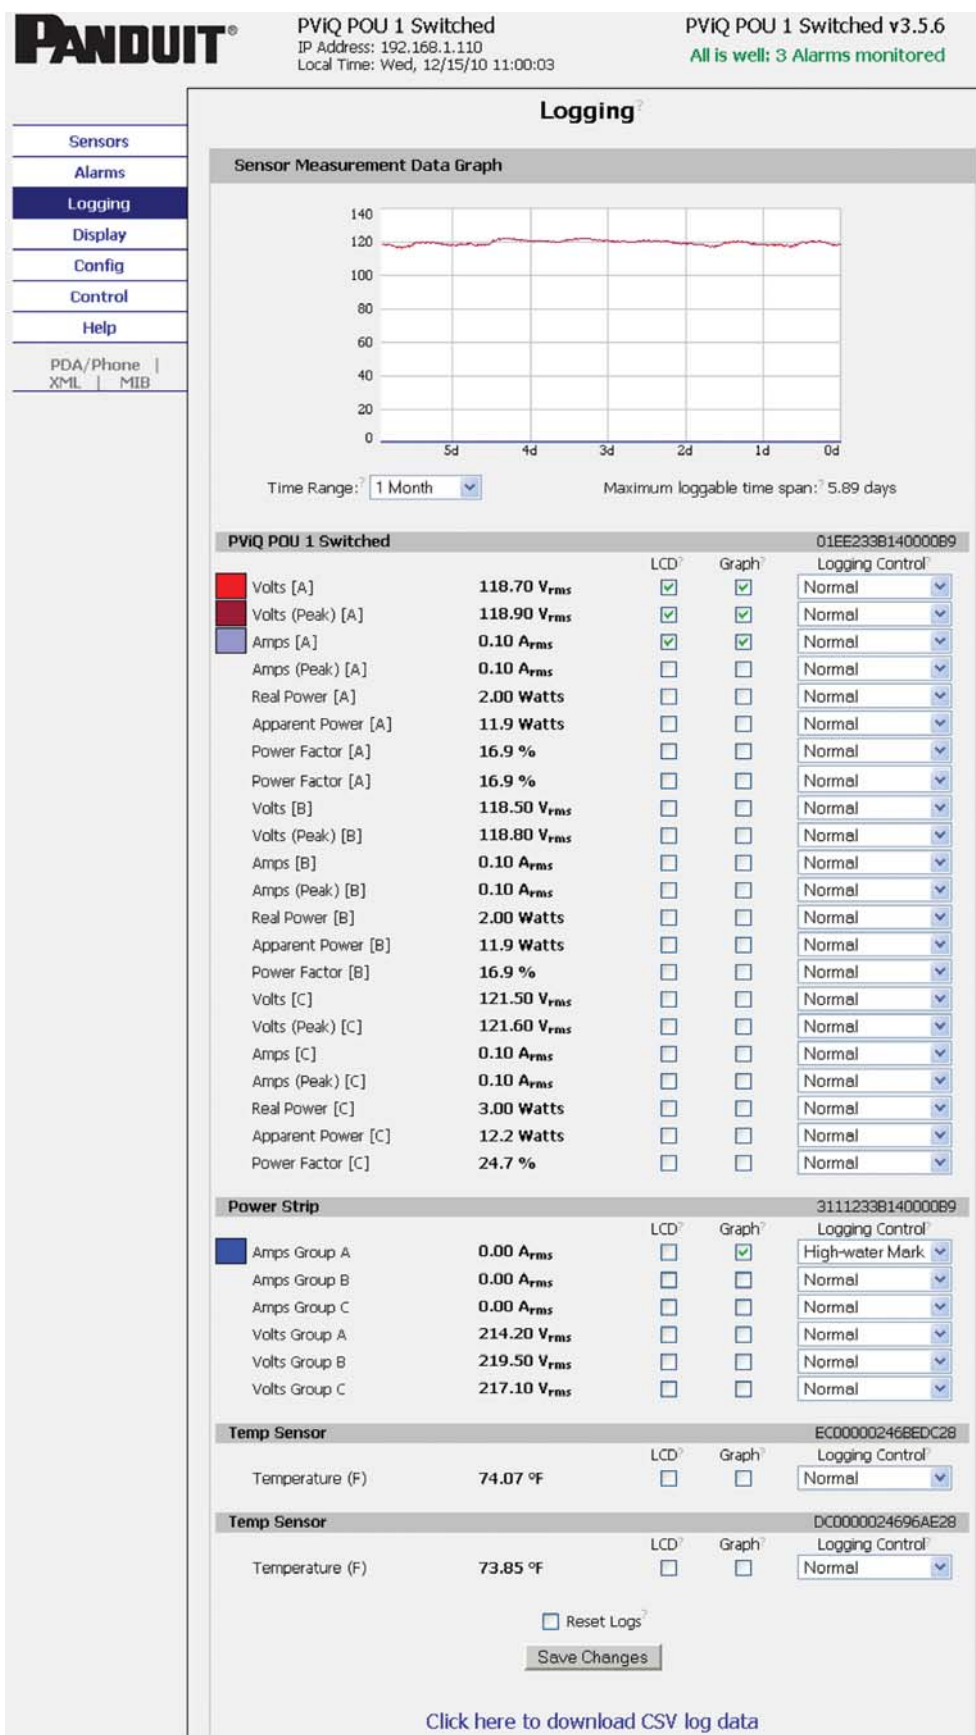 PANDUIT®
PViQ POU 1 Switched
IP Address: 192.168.1.110
Local Time: Wed, 12/15/10 11:00:03
PViQ POU 1 Switched v3.5.6
All is well: 3 Alarms monitored
Sensors
Alarms
Logging
Display
Config
Control
Help
PDA/Phone |
XML | MIB
Logging?
Sensor Measurement Data Graph
140
120
100
80
60
40
20
0
5d 4d 3d 2d 1d 0d
Time Range:? 1 Month Maximum loggable time span:? 5.89 days
PViQ POU 1 Switched 01EE233B140000B9
LCD? Graph? Logging Control?
Volts [A] 118.70 Vrms Normal
Volts (Peak) [A] 118.90 Vrms Normal
Amps [A] 0.10 Arms Normal
Amps (Peak) [A] 0.10 Arms Normal
Real Power [A] 2.00 Watts Normal
Apparent Power [A] 11.9 Watts Normal
Power Factor [A] 16.9 % Normal
Power Factor [A] 16.9 % Normal
Volts [B] 118.50 Vrms Normal
Volts (Peak) [B] 118.80 Vrms Normal
Amps [B] 0.10 Arms Normal
Amps (Peak) [B] 0.10 Arms Normal
Real Power [B] 2.00 Watts Normal
Apparent Power [B] 11.9 Watts Normal
Power Factor [B] 16.9 % Normal
Volts [C] 121.50 Vrms Normal
Volts (Peak) [C] 121.60 Vrms Normal
Amps [C] 0.10 Arms Normal
Amps (Peak) [C] 0.10 Arms Normal
Real Power [C] 3.00 Watts Normal
Apparent Power [C] 12.2 Watts Normal
Power Factor [C] 24.7 % Normal
Power Strip 3111233B140000B9
LCD? Graph? Logging Control?
Amps Group A 0.00 Arms High-water Mark
Amps Group B 0.00 Arms Normal
Amps Group C 0.00 Arms Normal
Volts Group A 214.20 Vrms Normal
Volts Group B 219.50 Vrms Normal
Volts Group C 217.10 Vrms Normal
Temp Sensor EC00000246BEDC28
LCD? Graph? Logging Control?
Temperature (F) 74.07 ºF Normal
Temp Sensor DC0000024696AE28
LCD? Graph? Logging Control?
Temperature (F) 73.85 ºF Normal
Reset Logs?
Save Changes
Click here to download CSV log data